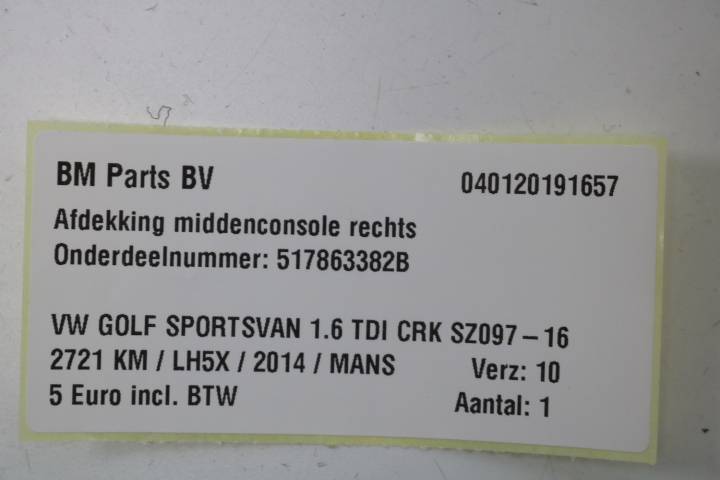 BM Parts BV 040120191657
Afdekking middenconsole rechts
Onderdeelnummer: 517863382B
VW GOLF SPORTSVAN 1.6 TDI CRK SZ097-16
2721 KM / LH5X / 2014 / MANS Verz: 10
5 Euro incl. BTW Aantal: 1